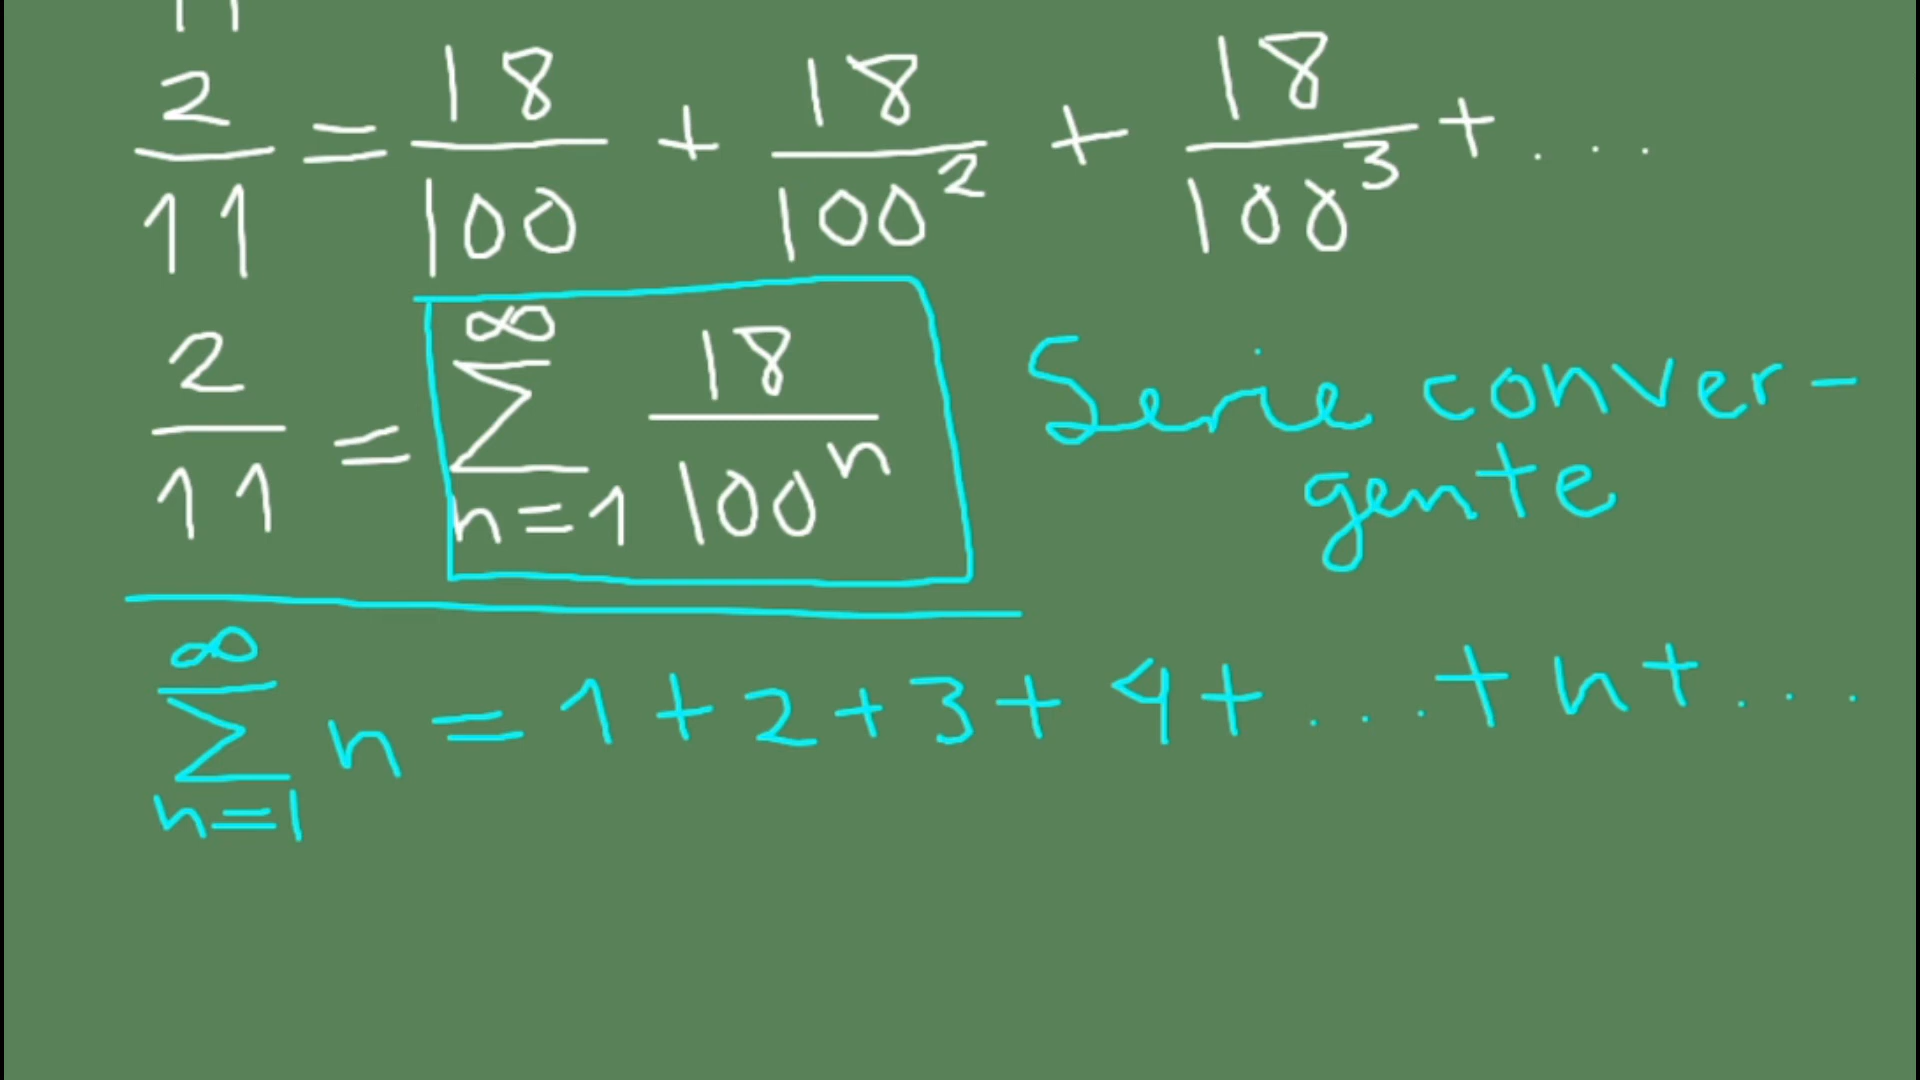 2/11 = 18/100 + 18/100² + 18/100³ + ...
2/11 = ∞ ∑ n=1 18/100ⁿ Serie conver-
gente
∞ ∑ n=1 n = 1 + 2 + 3 + 4 + ... + n + ...